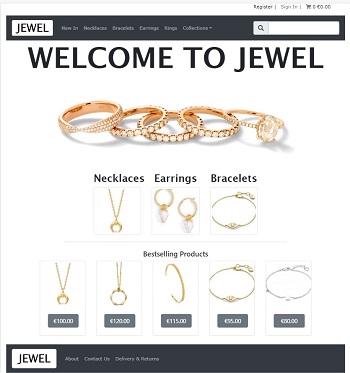 Register | Sign In | 0 €0.00
JEWEL New In Necklaces Bracelets Earrings Rings Collections
WELCOME TO JEWEL
Necklaces Earrings Bracelets
Bestselling Products
€100.00 €120.00 €115.00 €95.00 €80.00
JEWEL About Contact Us Delivery & Returns